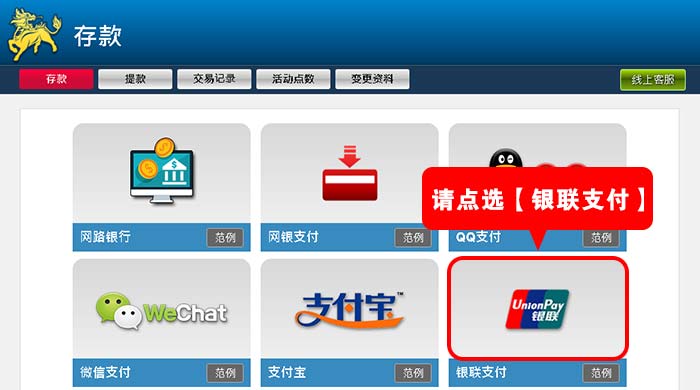 存款
存款 提款 交易记录 活动点数 变更资料 线上客服
请点选【银联支付】
网路银行 范例 网银支付 范例 QQ支付 范例
WeChat 支付宝™ UnionPay
银联
微信支付 范例 支付宝 范例 银联支付 范例